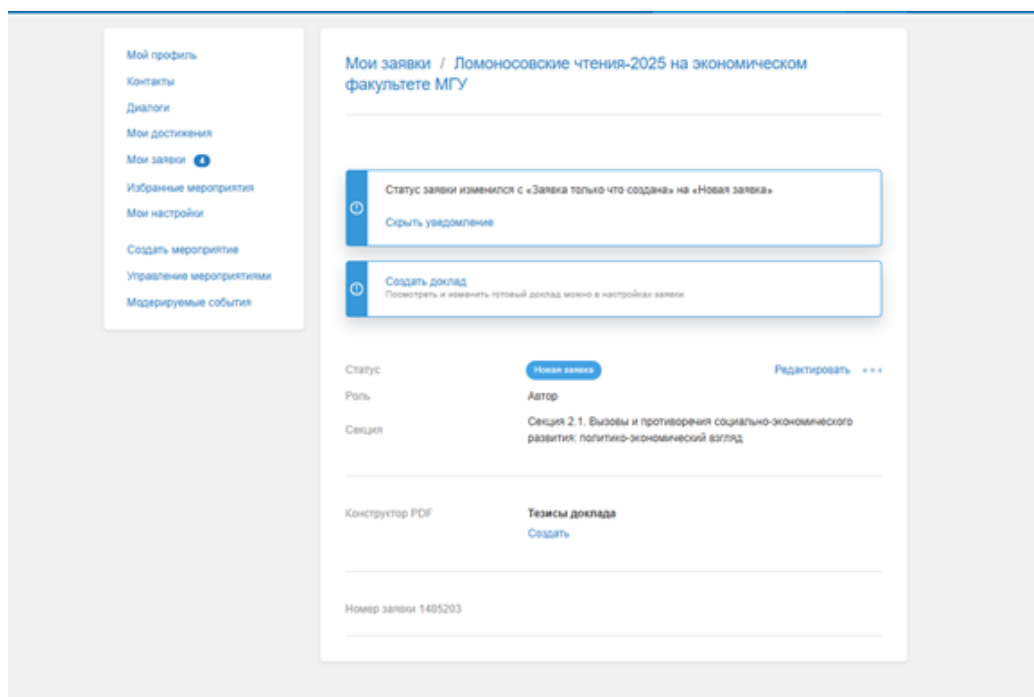 Мой профиль
Контакты
Диалоги
Мои достижения
Мои заявки 4
Избранные мероприятия
Мои настройки
Создать мероприятие
Управление мероприятиями
Модерируемые события
Мои заявки / Ломоносовские чтения-2025 на экономическом
факультете МГУ
Статус заявки изменился с «Заявка только что создана» на «Новая заявка»
Скрыть уведомление
Создать доклад
Посмотреть и изменить готовый доклад можно в настройках заявки
Статус Новая заявка Редактировать
Роль Автор
Секция Секция 2.1. Вызовы и противоречия социально-экономического
развития: политико-экономический взгляд
Конструктор PDF Тезисы доклада
Создать
Номер заявки 1485203